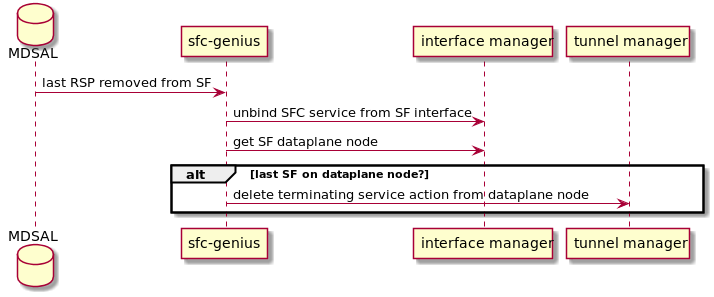 MDSAL
sfc-genius
interface manager
tunnel manager
last RSP removed from SF
unbind SFC service from SF interface
get SF dataplane node
alt
[last SF on dataplane node?]
delete terminating service action from dataplane node
MDSAL
sfc-genius
interface manager
tunnel manager